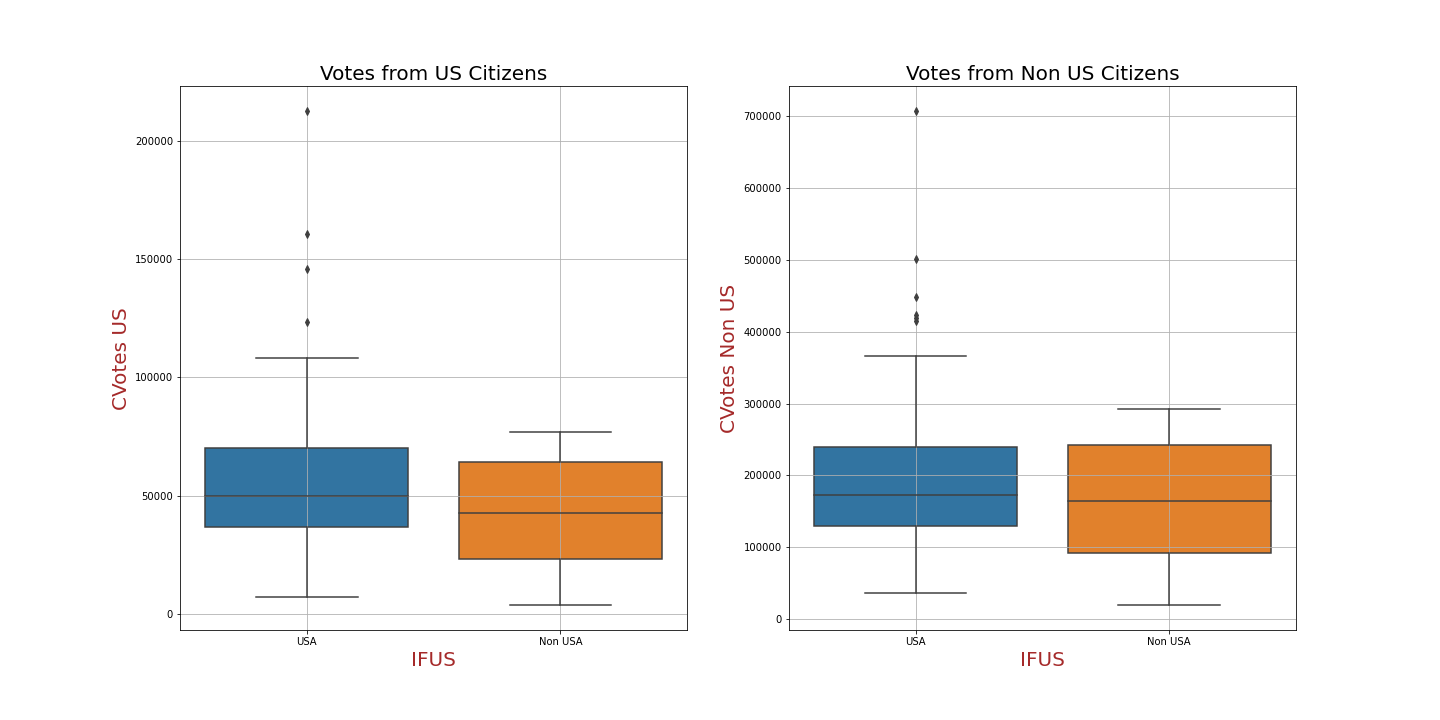 Votes from US Citizens
CVotes US
200000
150000
100000
50000
0
USA
Non USA
IFUS
Votes from Non US Citizens
CVotes Non US
700000
600000
500000
400000
300000
200000
100000
0
USA
Non USA
IFUS